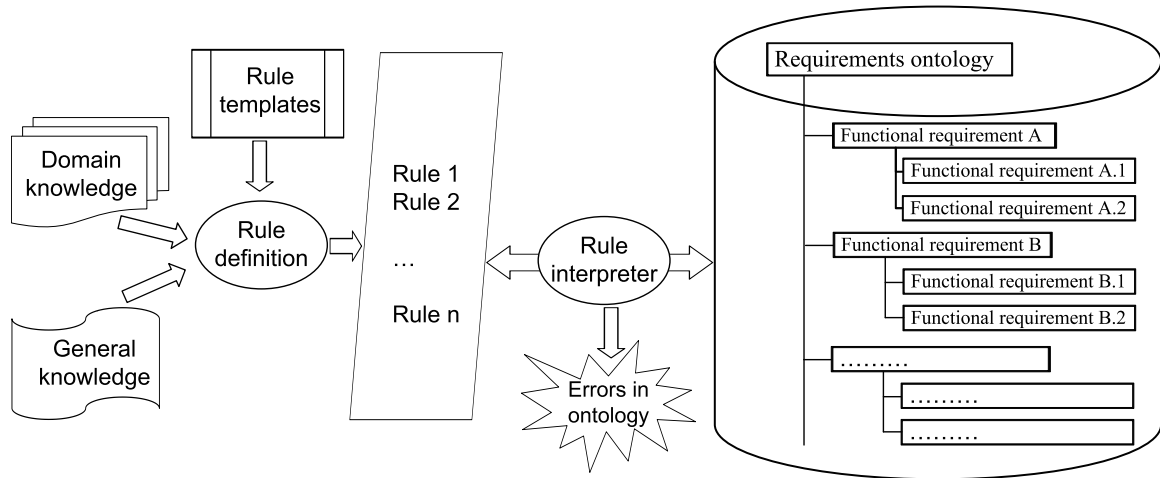 Rule
templates
Domain
knowledge
Rule
definition
General
knowledge
Rule 1
Rule 2
...
Rule n
Rule
interpreter
Errors in
ontology
Requirements ontology
Functional requirement A
Functional requirement A.1
Functional requirement A.2
Functional requirement B
Functional requirement B.1
Functional requirement B.2
.........
.........
.........